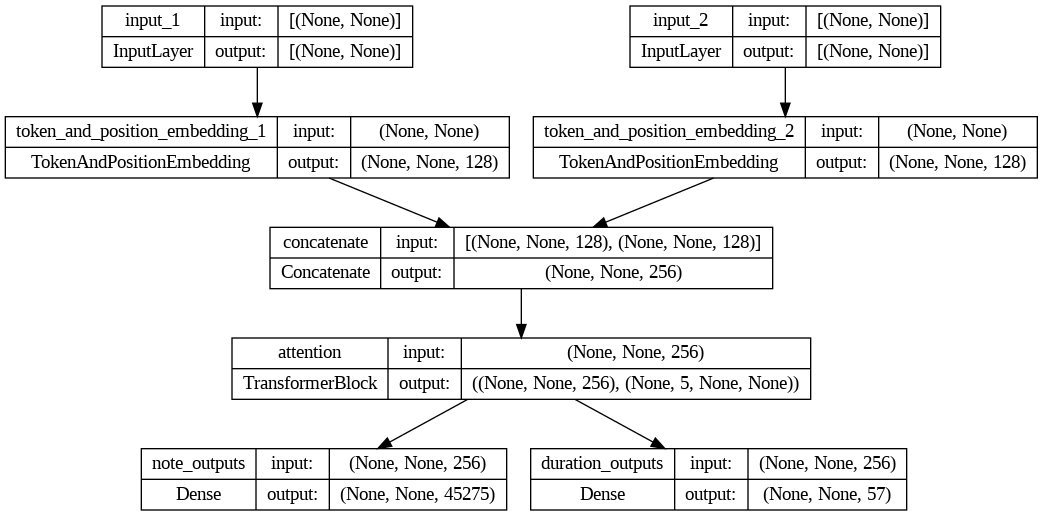 input_1 input: [(None, None)]
InputLayer output: [(None, None)]
input_2 input: [(None, None)]
InputLayer output: [(None, None)]
token_and_position_embedding_1 input: (None, None)
TokenAndPositionEmbedding output: (None, None, 128)
token_and_position_embedding_2 input: (None, None)
TokenAndPositionEmbedding output: (None, None, 128)
concatenate input: [(None, None, 128), (None, None, 128)]
Concatenate output: (None, None, 256)
attention input: (None, None, 256)
TransformerBlock output: ((None, None, 256), (None, 5, None, None))
note_outputs input: (None, None, 256)
Dense output: (None, None, 45275)
duration_outputs input: (None, None, 256)
Dense output: (None, None, 57)